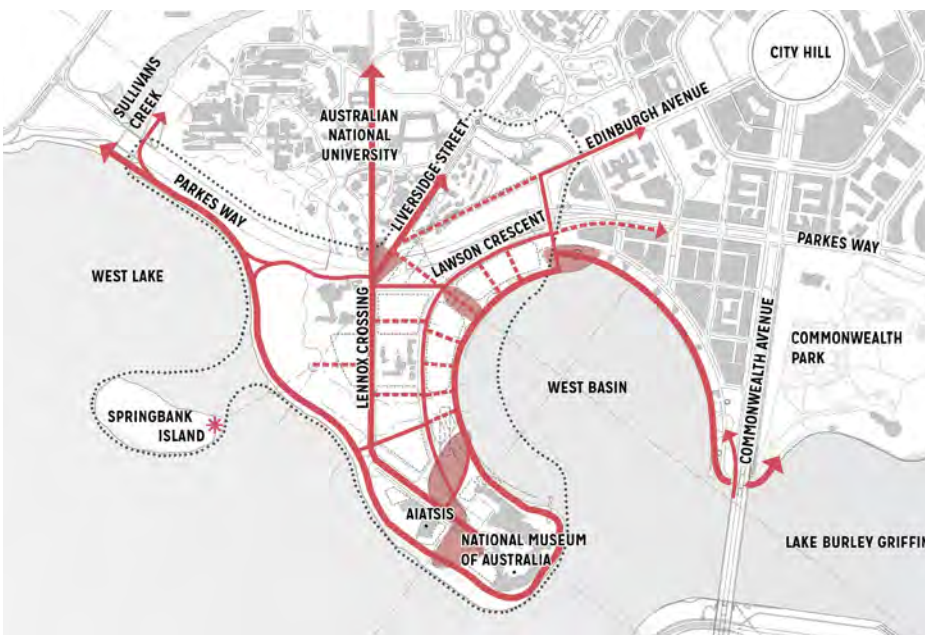 CITY HILL
SULLIVANS
CREEK
AUSTRALIAN
NATIONAL
UNIVERSITY
EDINBURGH AVENUE
LIVERSIDGE STREET
PARKES WAY
LAWSON CRESCENT
PARKES WAY
WEST LAKE
LENNOX CROSSING
COMMONWEALTH AVENUE
COMMONWEALTH
PARK
WEST BASIN
SPRINGBANK
ISLAND
AIATSIS
NATIONAL MUSEUM
OF AUSTRALIA
LAKE BURLEY GRIFFIN